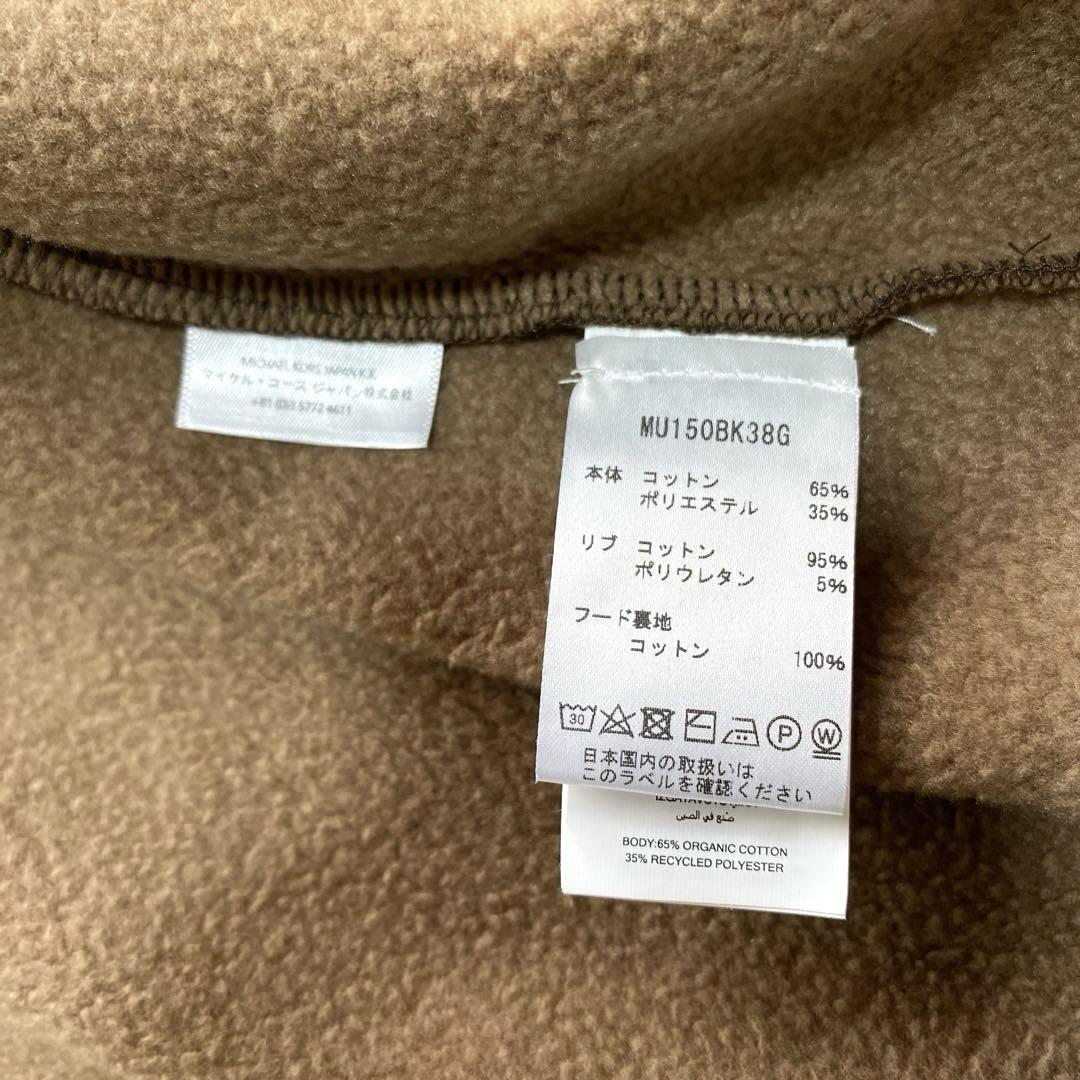 MICHAEL KORS JAPAN K.K.
マイケル・コース ジャパン株式会社
+81 (0)3 5772 4611
MU150BK38G
本体 コットン 65%
ポリエステル 35%
リブ コットン 95%
ポリウレタン 5%
フード裏地
コットン 100%
30 P W
日本国内の取扱いは
このラベルを確認ください
صنع في الصين
BODY:65% ORGANIC COTTON
35% RECYCLED POLYESTER